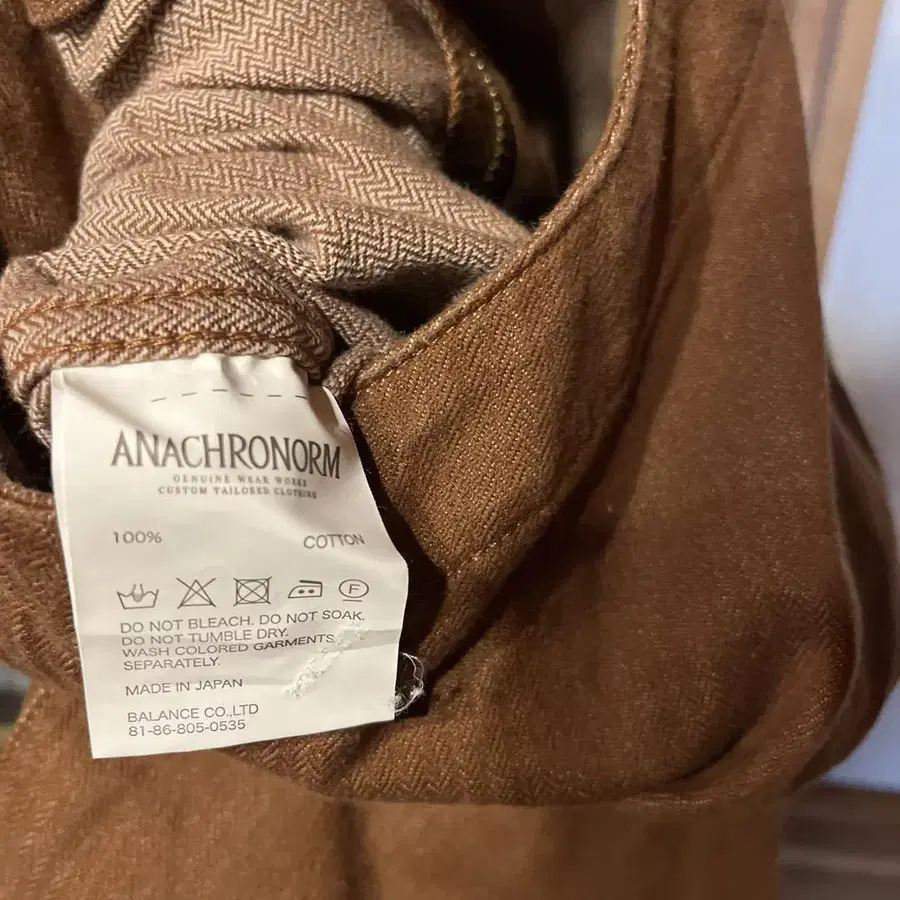 ANACHRONORM
GENUINE WEAR WORKS
CUSTOM TAILORED CLOTHING
100% COTTON
F
DO NOT BLEACH. DO NOT SOAK.
DO NOT TUMBLE DRY.
WASH COLORED GARMENTS
SEPARATELY.
MADE IN JAPAN
BALANCE CO.,LTD
81-86-805-0535